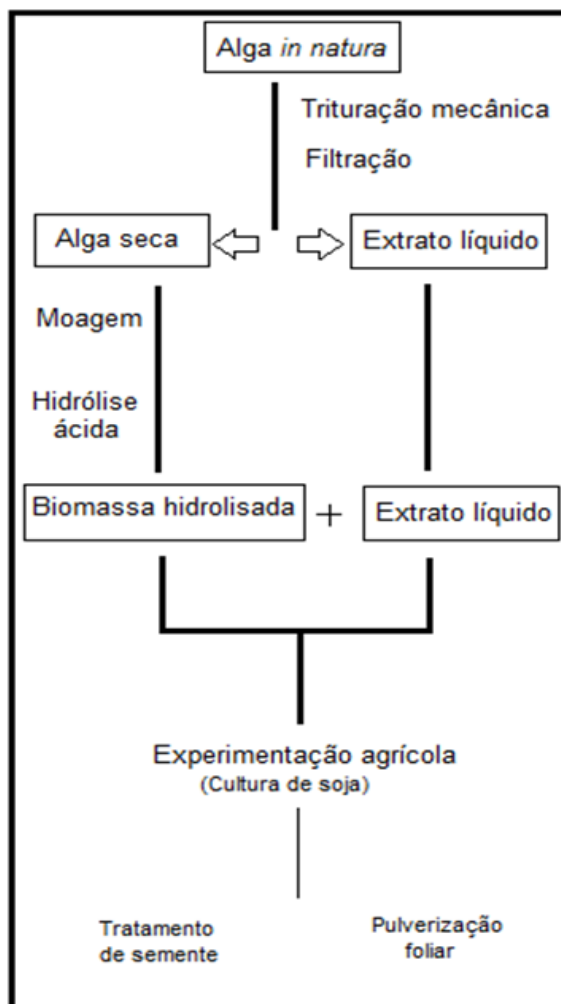 Alga in natura
Trituração mecânica
Filtração
Alga seca
Extrato líquido
Moagem
Hidrólise
ácida
Biomassa hidrolisada + Extrato líquido
Experimentação agrícola
(Cultura de soja)
Tratamento
de semente
Pulverização
foliar